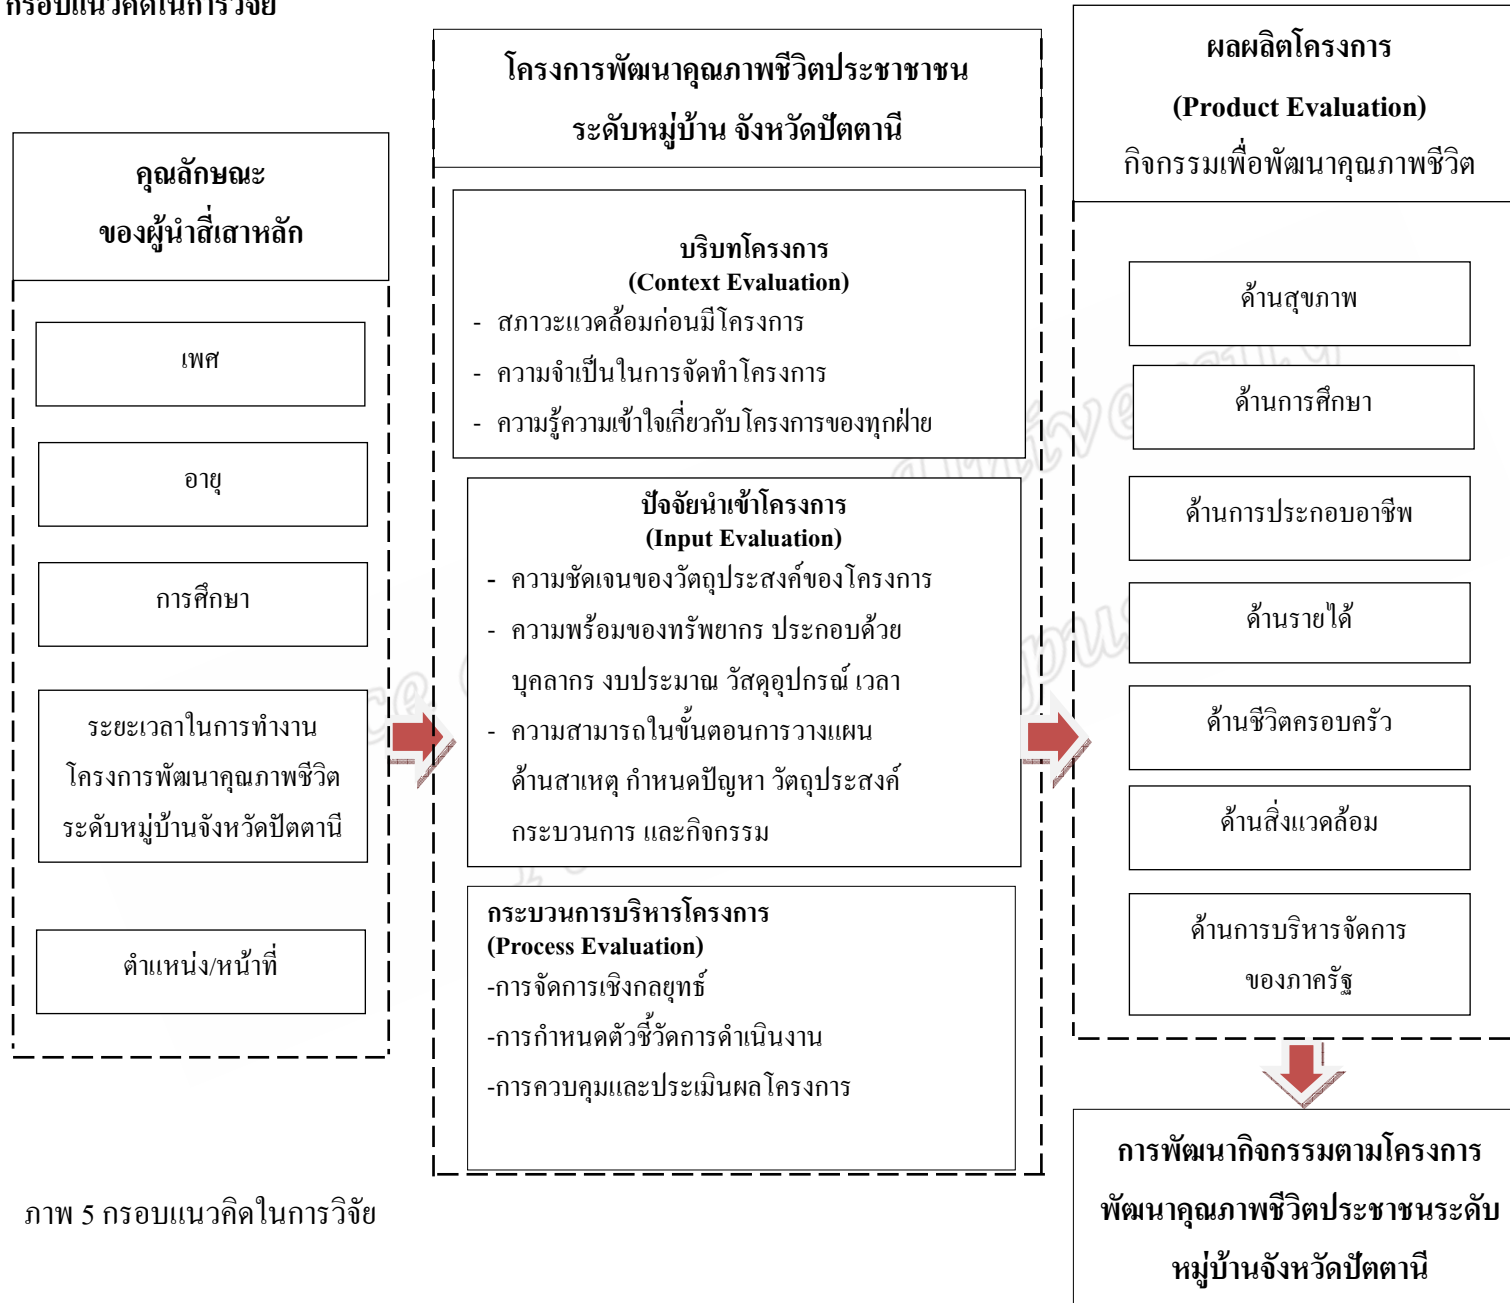 กรอบแนวคิดในการวิจัย
คุณลักษณะ
ของผู้นำสี่เสาหลัก
เพศ
อายุ
การศึกษา
ระยะเวลาในการทำงาน
โครงการพัฒนาคุณภาพชีวิต
ระดับหมู่บ้านจังหวัดปัตตานี
ตำแหน่ง/หน้าที่
โครงการพัฒนาคุณภาพชีวิตประชาชาชน
ระดับหมู่บ้าน จังหวัดปัตตานี
บริบทโครงการ
(Context Evaluation)
- สภาวะแวดล้อมก่อนมีโครงการ
- ความจำเป็นในการจัดทำโครงการ
- ความรู้ความเข้าใจเกี่ยวกับโครงการของทุกฝ่าย
ปัจจัยนำเข้าโครงการ
(Input Evaluation)
- ความชัดเจนของวัตถุประสงค์ของโครงการ
- ความพร้อมของทรัพยากร ประกอบด้วย
บุคลากร งบประมาณ วัสดุอุปกรณ์ เวลา
- ความสามารถในขั้นตอนการวางแผน
ด้านสาเหตุ กำหนดปัญหา วัตถุประสงค์
กระบวนการ และกิจกรรม
กระบวนการบริหารโครงการ
(Process Evaluation)
-การจัดการเชิงกลยุทธ์
-การกำหนดตัวชี้วัดการดำเนินงาน
-การควบคุมและประเมินผลโครงการ
ผลผลิตโครงการ
(Product Evaluation)
กิจกรรมเพื่อพัฒนาคุณภาพชีวิต
ด้านสุขภาพ
ด้านการศึกษา
ด้านการประกอบอาชีพ
ด้านรายได้
ด้านชีวิตครอบครัว
ด้านสิ่งแวดล้อม
ด้านการบริหารจัดการ
ของภาครัฐ
การพัฒนากิจกรรมตามโครงการ
พัฒนาคุณภาพชีวิตประชาชนระดับ
หมู่บ้านจังหวัดปัตตานี
ภาพ 5 กรอบแนวคิดในการวิจัย